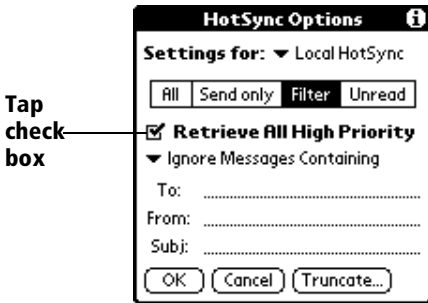 HotSync Options
Settings for: Local HotSync
All Send only Filter Unread
Tap
check
box
Retrieve All High Priority
Ignore Messages Containing
To:
From:
Subj:
OK Cancel Truncate...